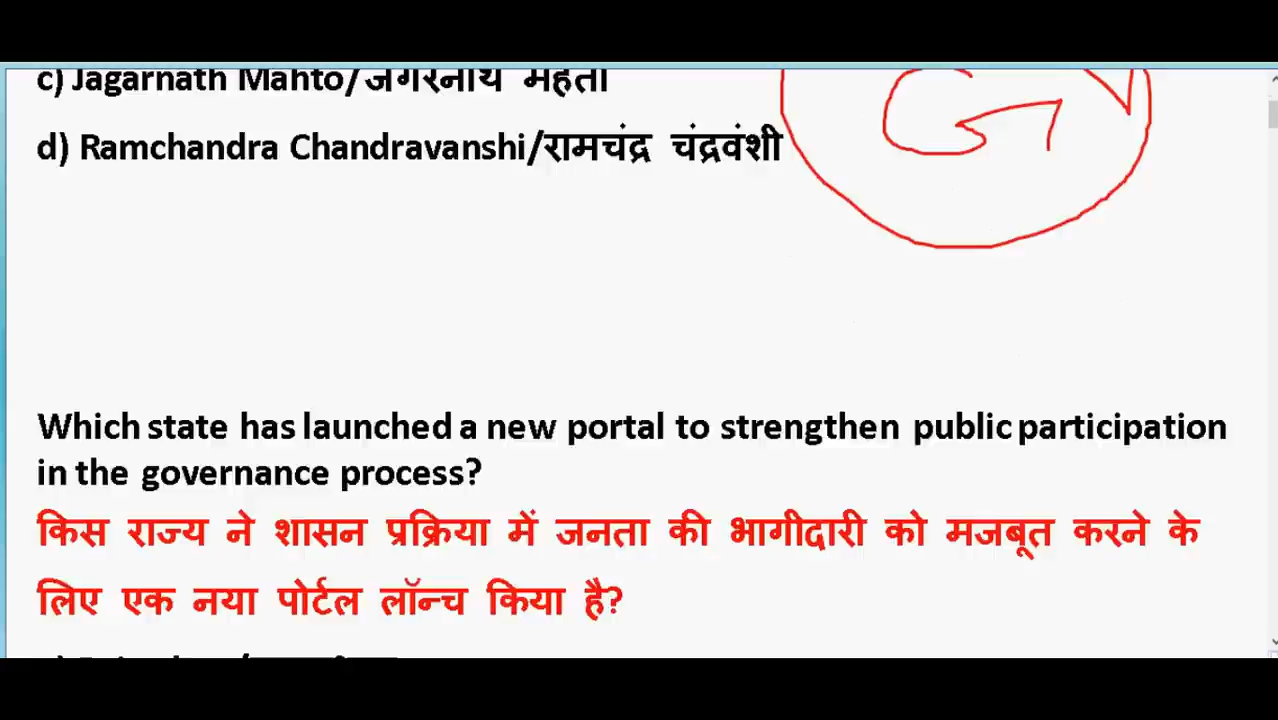 c) Jagarnath Mahto/जगरनाथ महतो
d) Ramchandra Chandravanshi/रामचंद्र चंद्रवंशी
Which state has launched a new portal to strengthen public participation
in the governance process?
किस राज्य ने शासन प्रक्रिया में जनता की भागीदारी को मजबूत करने के
लिए एक नया पोर्टल लॉन्च किया है?